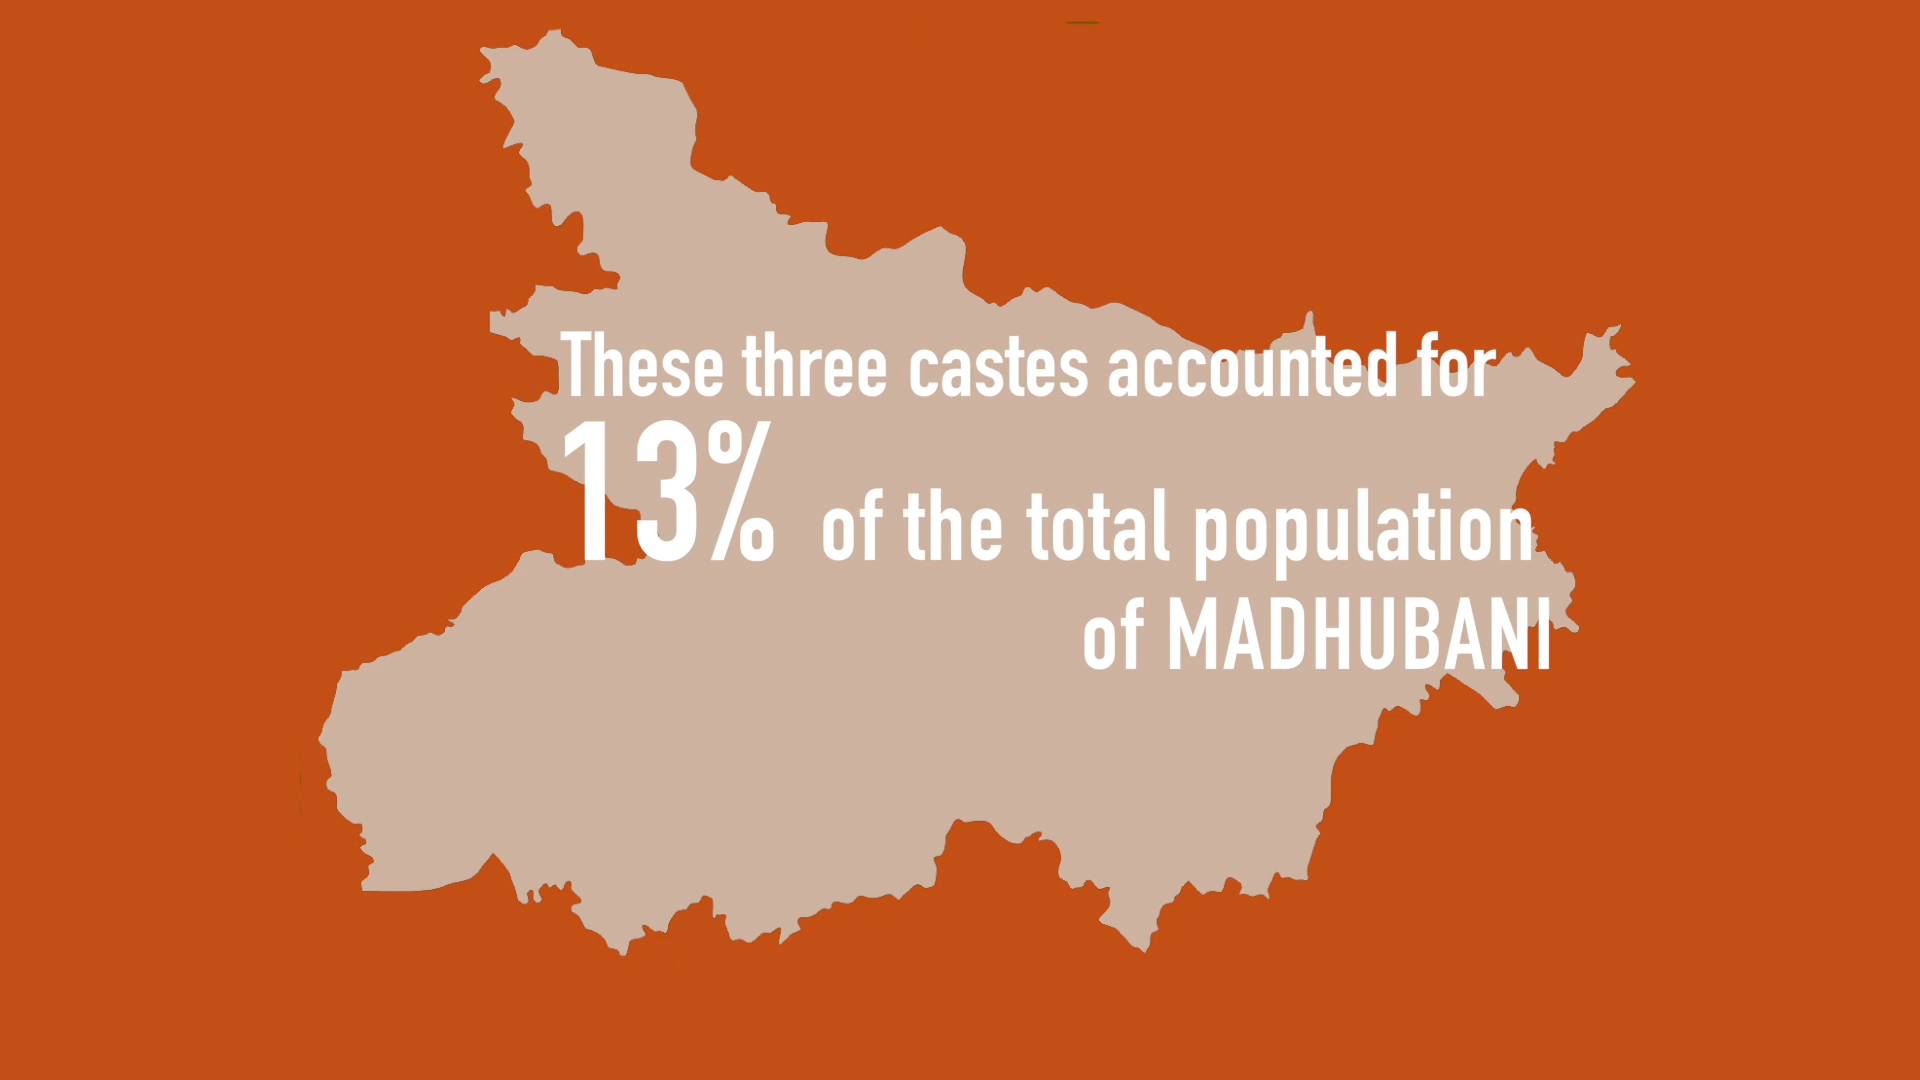 These three castes accounted for
13% of the total population
of MADHUBANI